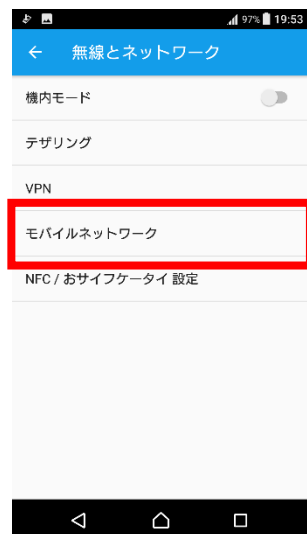 97% 19:53
無線とネットワーク
機内モード
テザリング
VPN
モバイルネットワーク
NFC / おサイフケータイ 設定